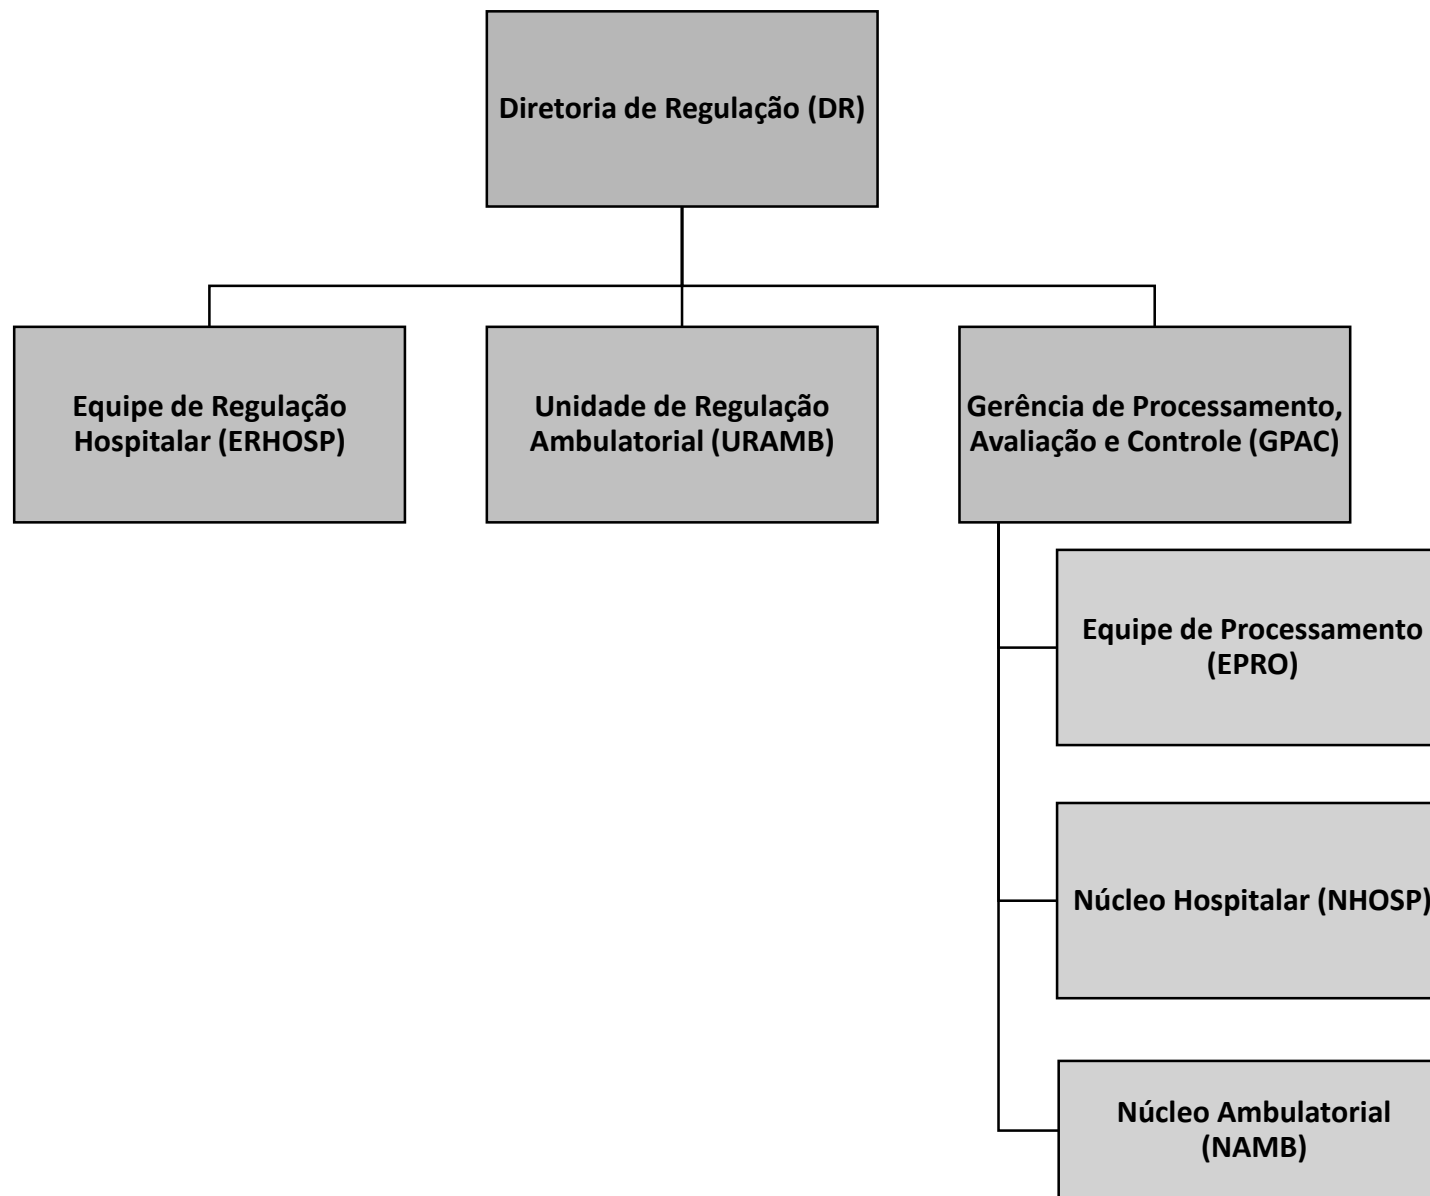 Diretoria de Regulação (DR)
Equipe de Regulação
Hospitalar (ERHOSP)
Unidade de Regulação
Ambulatorial (URAMB)
Gerência de Processamento,
Avaliação e Controle (GPAC)
Equipe de Processamento
(EPRO)
Núcleo Hospitalar (NHOSP)
Núcleo Ambulatorial
(NAMB)